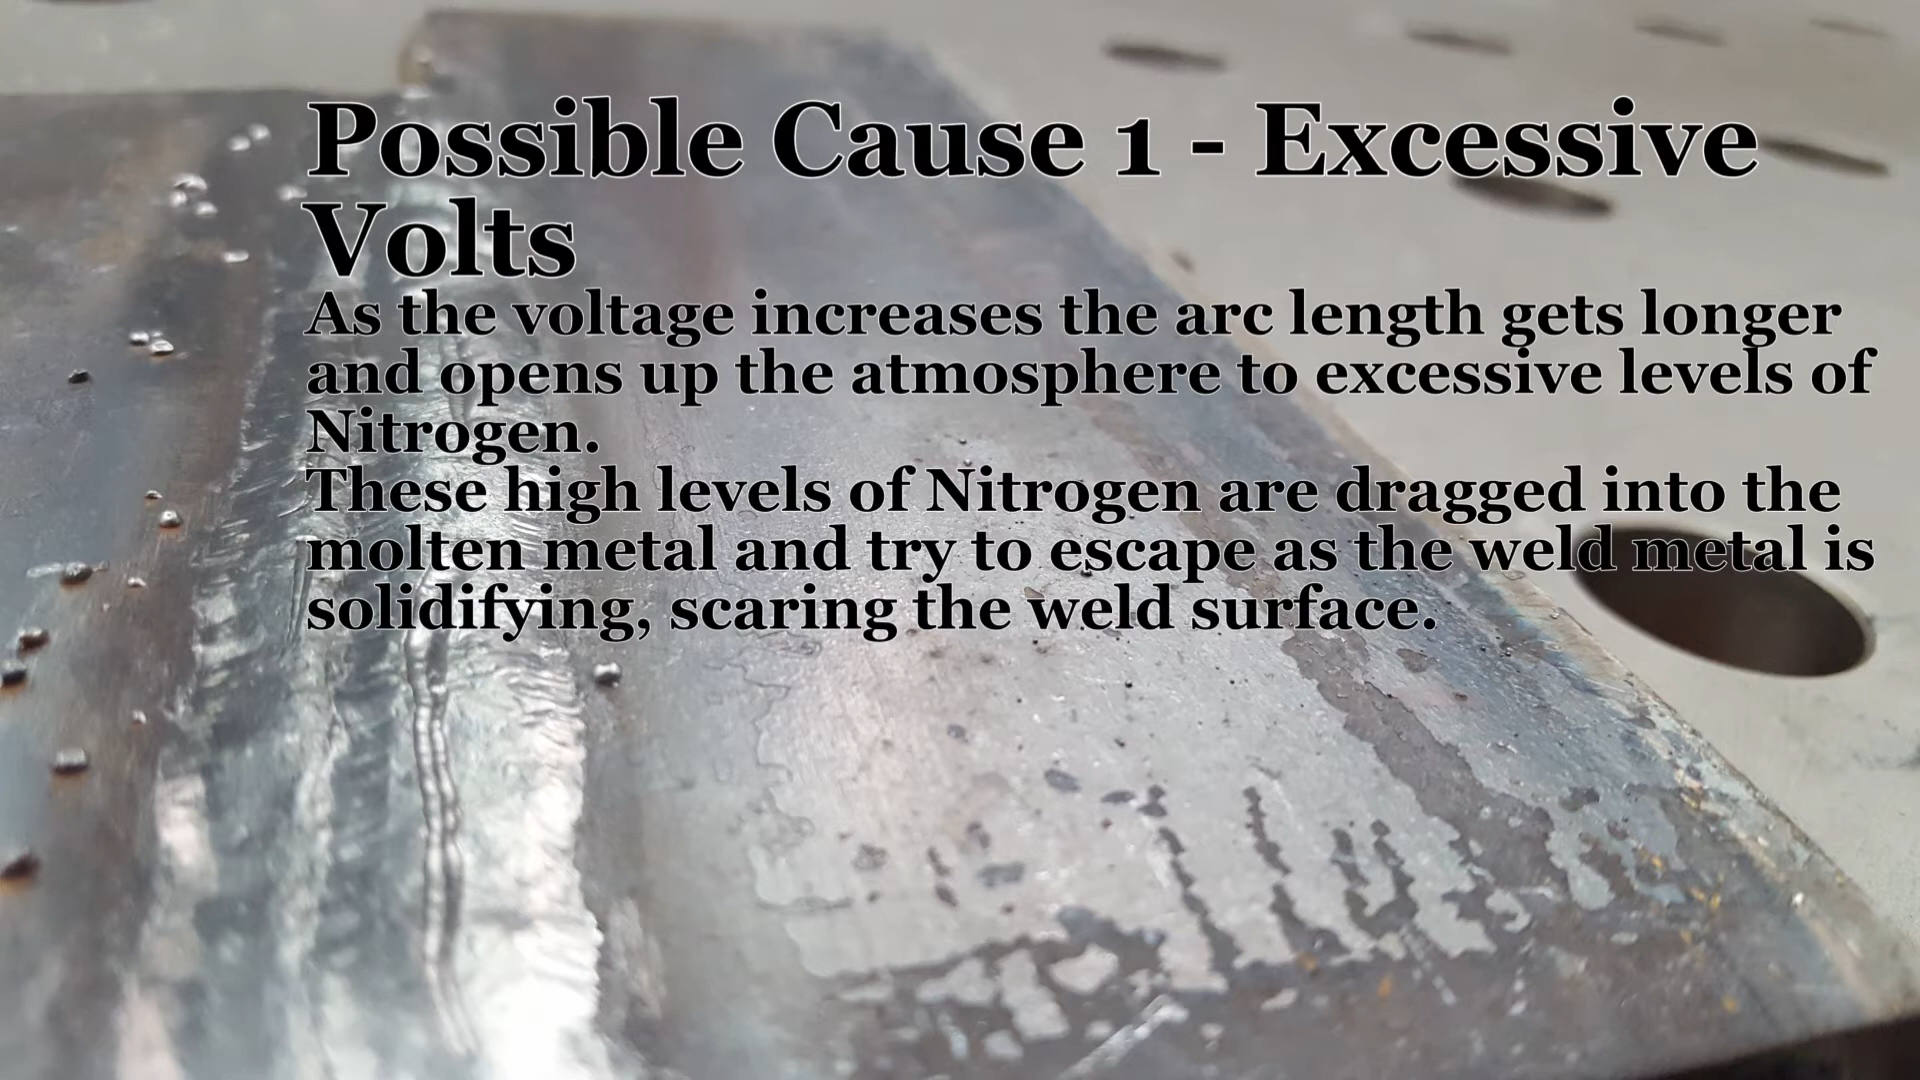 Possible Cause 1 - Excessive
Volts
As the voltage increases the arc length gets longer
and opens up the atmosphere to excessive levels of
Nitrogen.
These high levels of Nitrogen are dragged into the
molten metal and try to escape as the weld metal is
solidifying, scaring the weld surface.